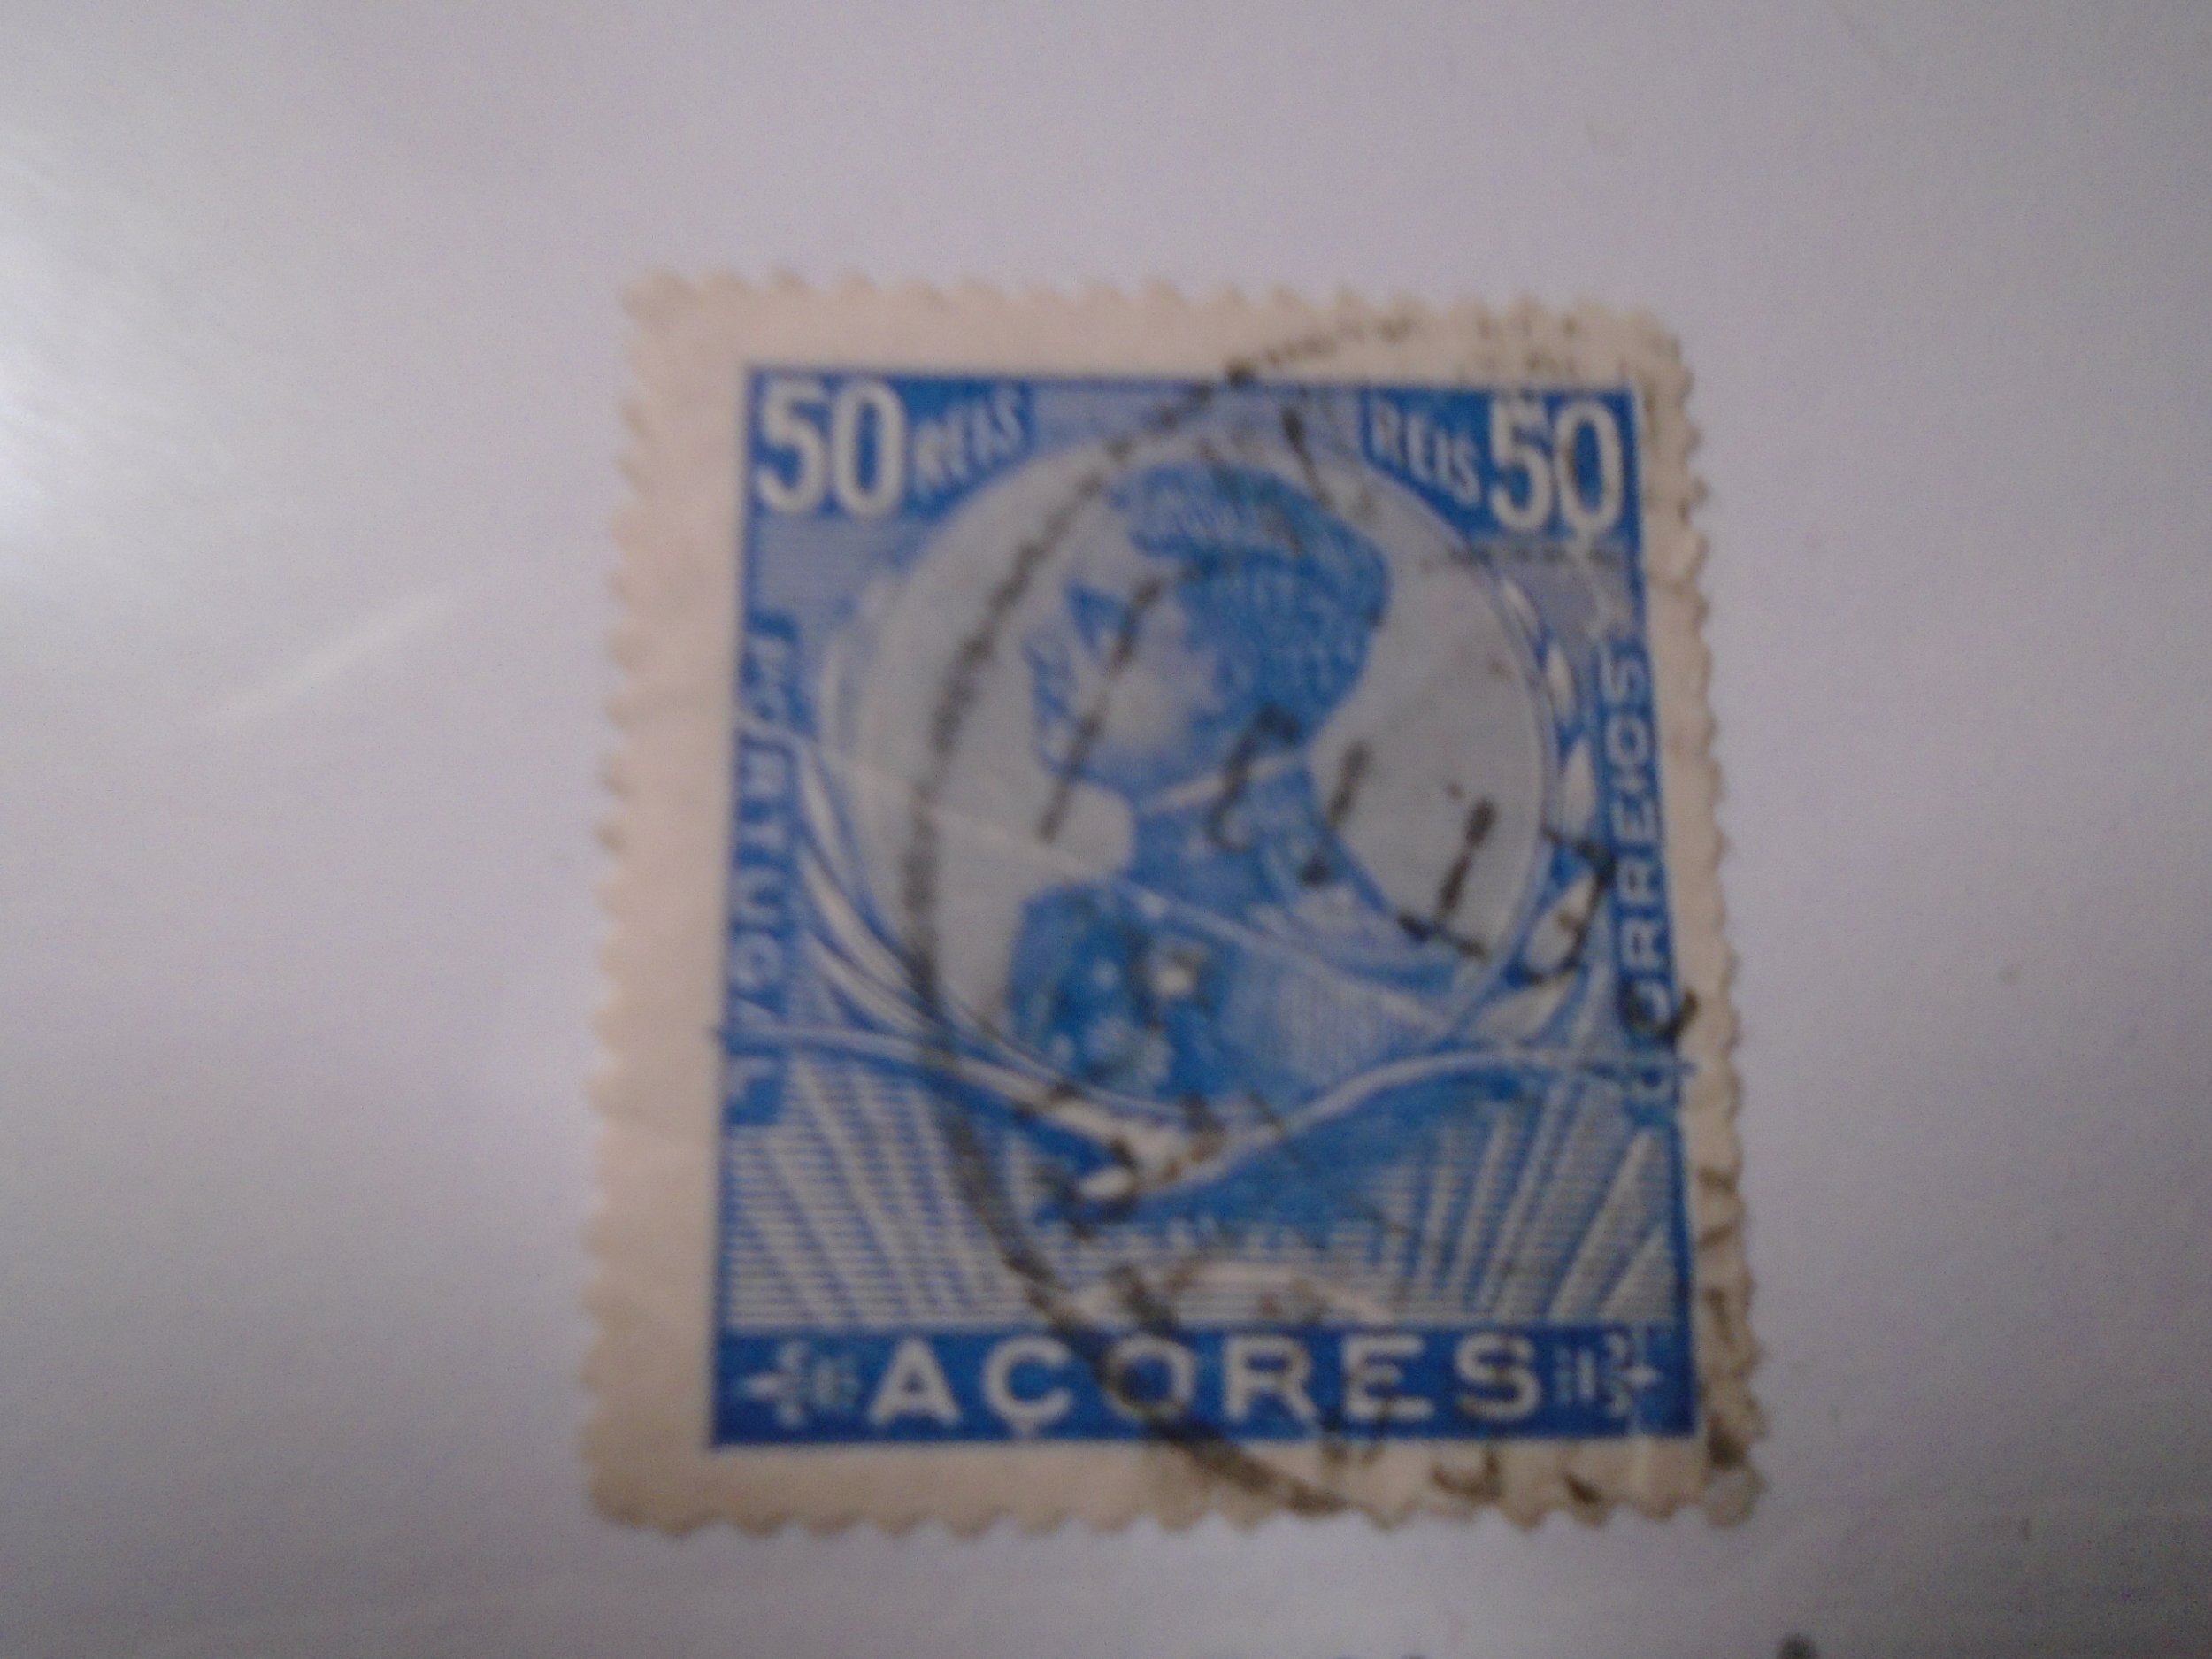 50 REIS
REIS 50
PORTUGAL
CORREIOS
AÇORES